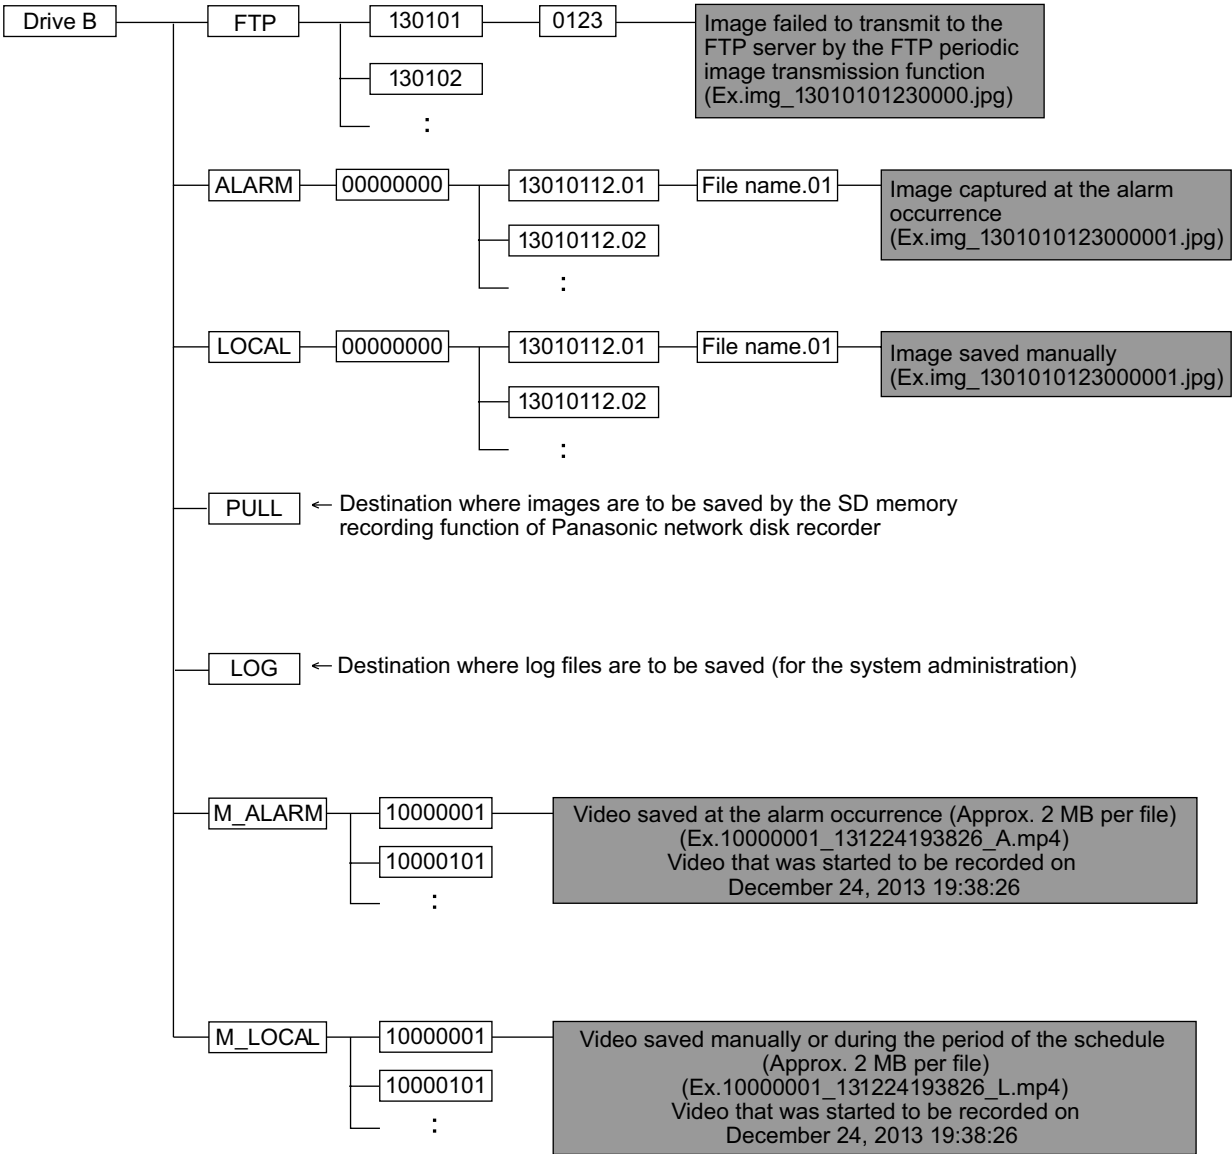 Drive B
FTP
130101
0123
Image failed to transmit to the
FTP server by the FTP periodic
image transmission function
(Ex.img_13010101230000.jpg)
130102
:
ALARM
00000000
13010112.01
File name.01
Image captured at the alarm
occurrence
(Ex.img_1301010123000001.jpg)
13010112.02
:
LOCAL
00000000
13010112.01
File name.01
Image saved manually
(Ex.img_1301010123000001.jpg)
13010112.02
:
PULL
← Destination where images are to be saved by the SD memory
recording function of Panasonic network disk recorder
LOG
← Destination where log files are to be saved (for the system administration)
M_ALARM
10000001
Video saved at the alarm occurrence (Approx. 2 MB per file)
(Ex.10000001_131224193826_A.mp4)
Video that was started to be recorded on
December 24, 2013 19:38:26
10000101
:
M_LOCAL
10000001
Video saved manually or during the period of the schedule
(Approx. 2 MB per file)
(Ex.10000001_131224193826_L.mp4)
Video that was started to be recorded on
December 24, 2013 19:38:26
10000101
: